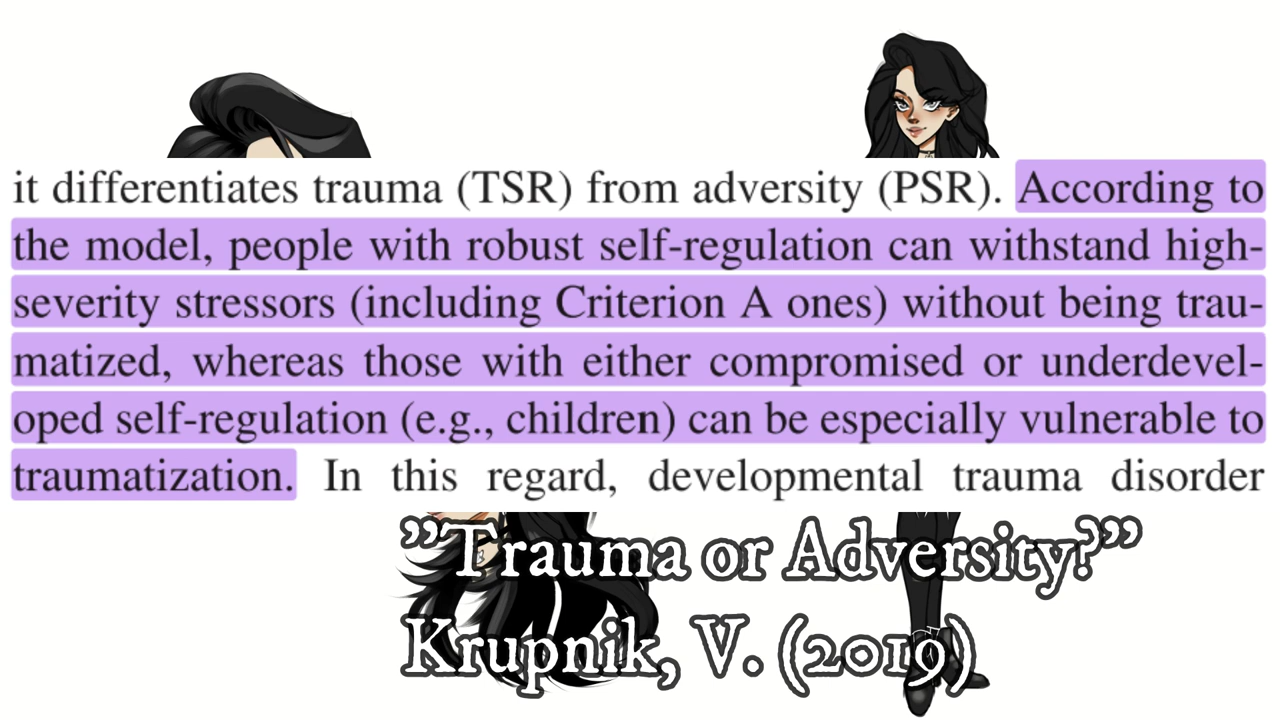 it differentiates trauma (TSR) from adversity (PSR). According to
the model, people with robust self-regulation can withstand high-
severity stressors (including Criterion A ones) without being trau-
matized, whereas those with either compromised or underdevel-
oped self-regulation (e.g., children) can be especially vulnerable to
traumatization. In this regard, developmental trauma disorder
”Trauma or Adversity?”
Krupnik, V. (2019)